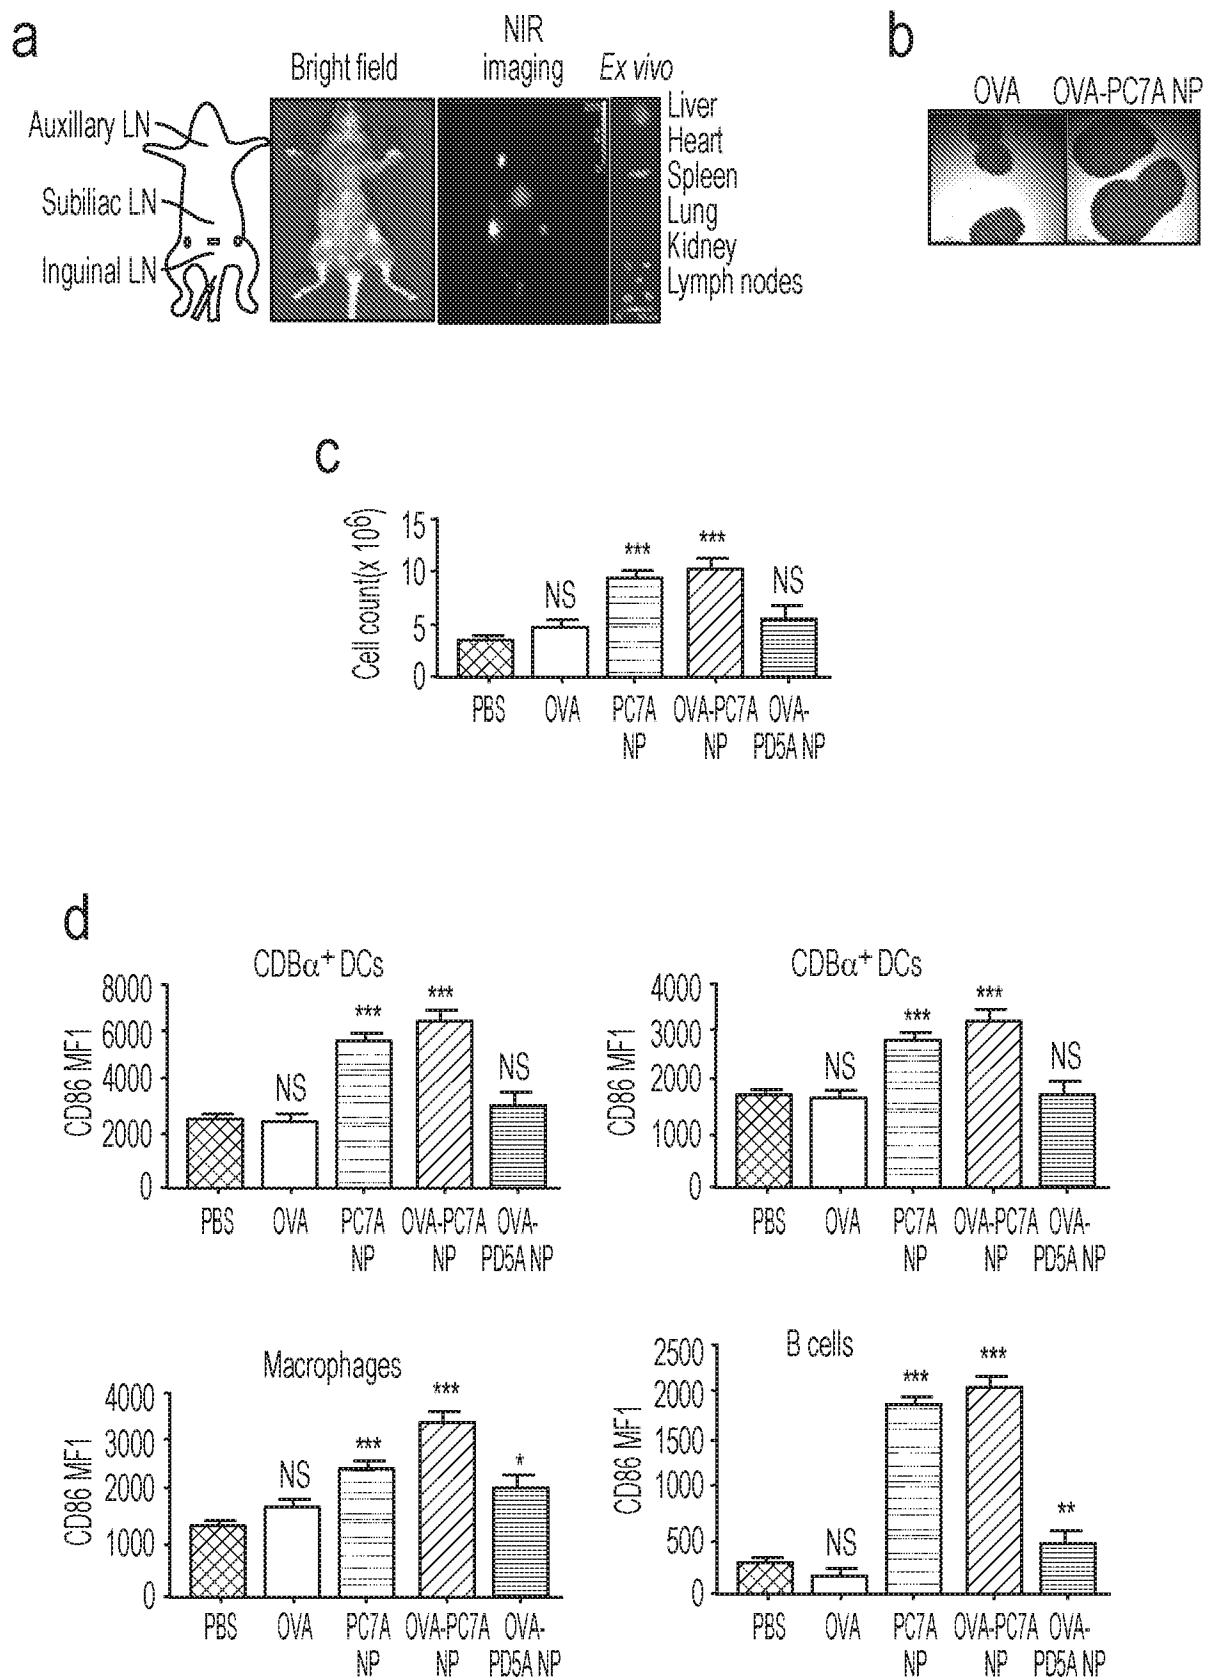 a
Bright field
NIR
imaging
Ex vivo
Auxillary LN
Subiliac LN
Inguinal LN
Liver
Heart
Spleen
Lung
Kidney
Lymph nodes
b
OVA OVA-PC7A NP
c
Cell count(x 10⁶)
15
10
5
0
NS *** *** NS
PBS OVA PC7A OVA-PC7A OVA-
NP NP PD5A NP
d
CDBα⁺ DCs
CD86 MF1
8000
6000
4000
2000
0
NS *** *** NS
PBS OVA PC7A OVA-PC7A OVA-
NP NP PD5A NP
CDBα⁺ DCs
CD86 MF1
4000
3000
2000
1000
0
NS *** *** NS
PBS OVA PC7A OVA-PC7A OVA-
NP NP PD5A NP
Macrophages
CD86 MF1
4000
3000
2000
1000
0
NS *** *** *
PBS OVA PC7A OVA-PC7A OVA-
NP NP PD5A NP
B cells
CD86 MF1
2500
2000
1500
1000
500
0
NS *** *** **
PBS OVA PC7A OVA-PC7A OVA-
NP NP PD5A NP